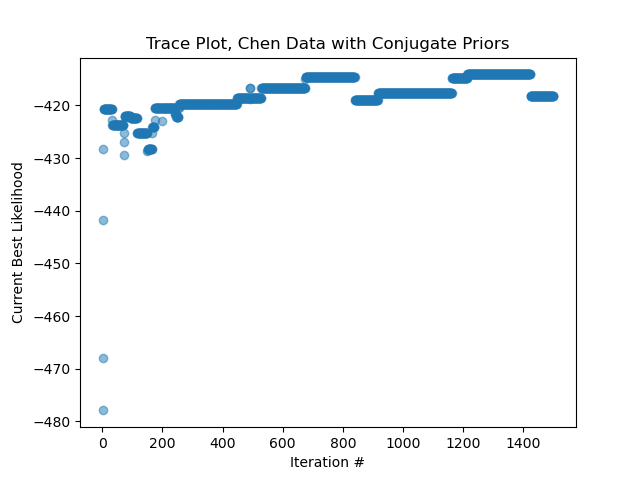 Trace Plot, Chen Data with Conjugate Priors
−420
−430
−440
−450
−460
−470
−480
Current Best Likelihood
0 200 400 600 800 1000 1200 1400
Iteration #